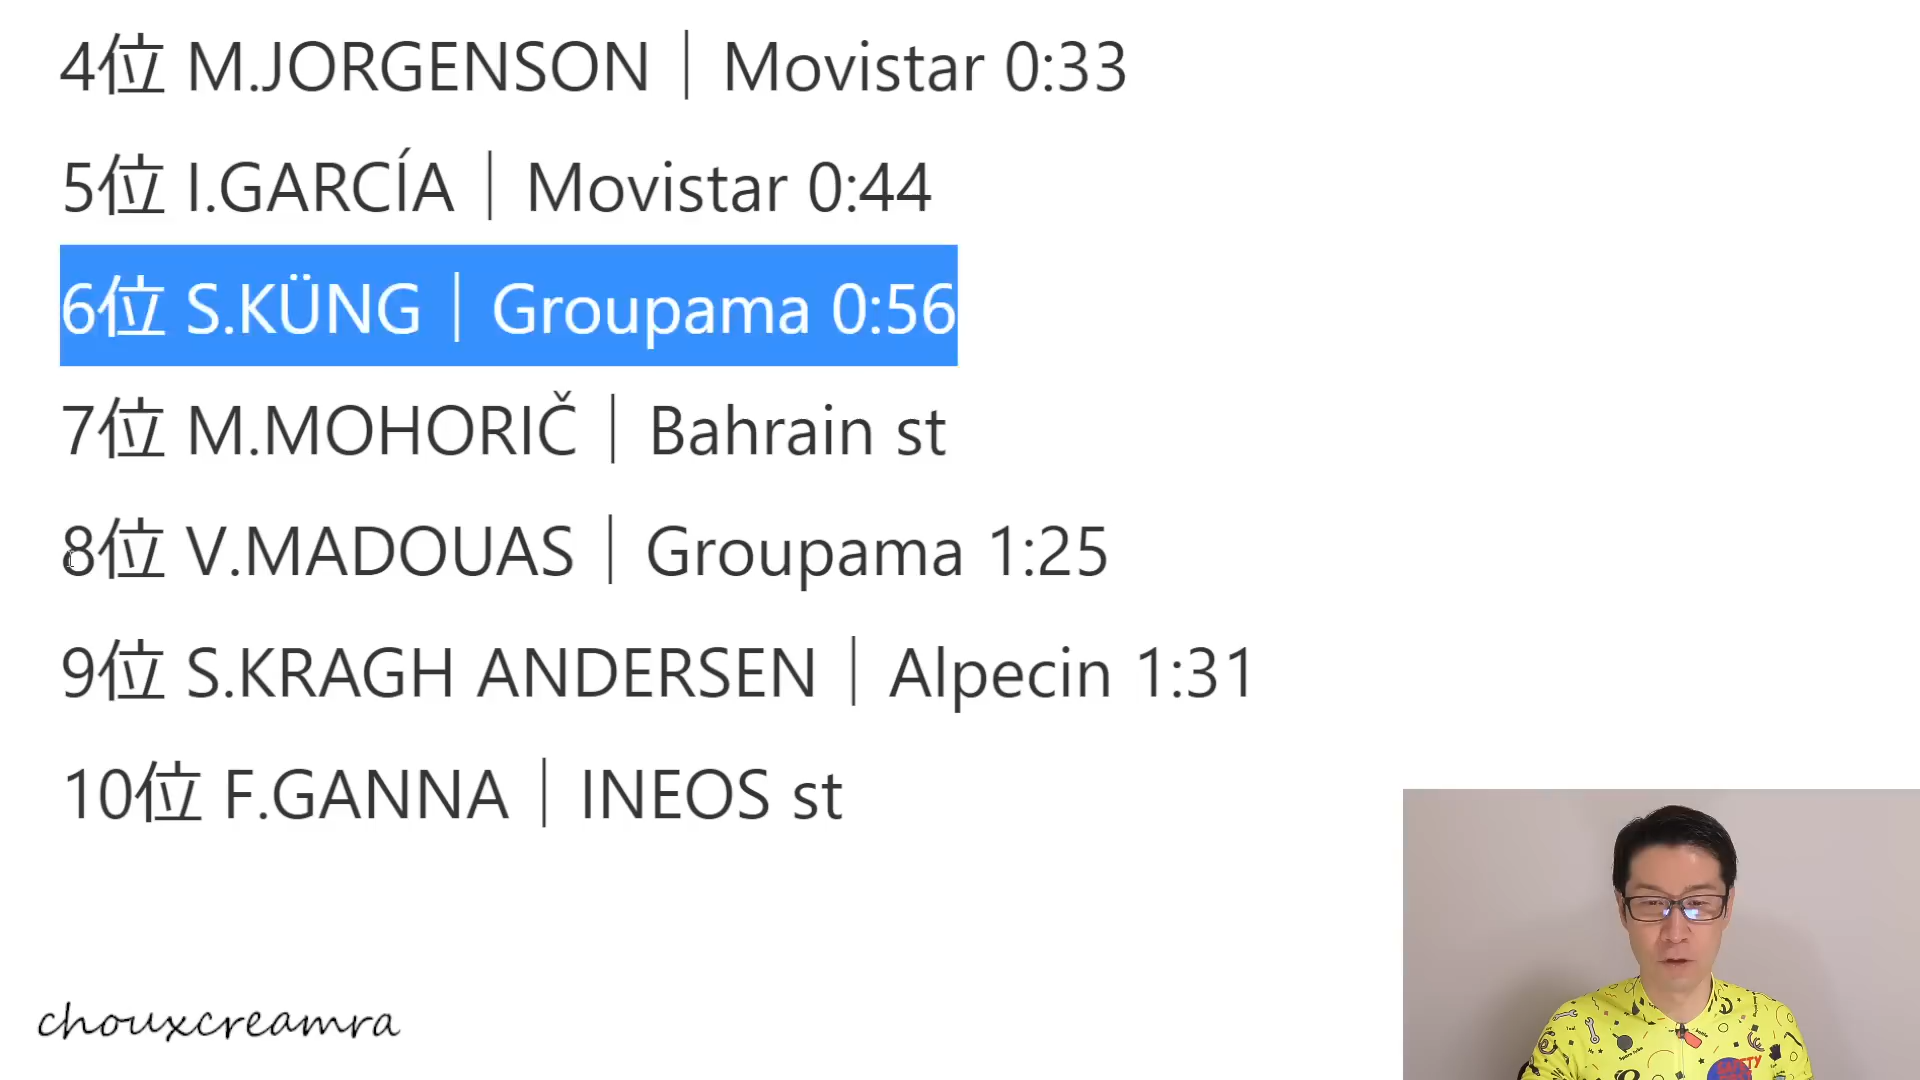 4位 M.JORGENSON｜Movistar 0:33
5位 I.GARCÍA｜Movistar 0:44
6位 S.KÜNG｜Groupama 0:56
7位 M.MOHORIČ｜Bahrain st
8位 V.MADOUAS｜Groupama 1:25
9位 S.KRAGH ANDERSEN｜Alpecin 1:31
10位 F.GANNA｜INEOS st
chouxcreamra